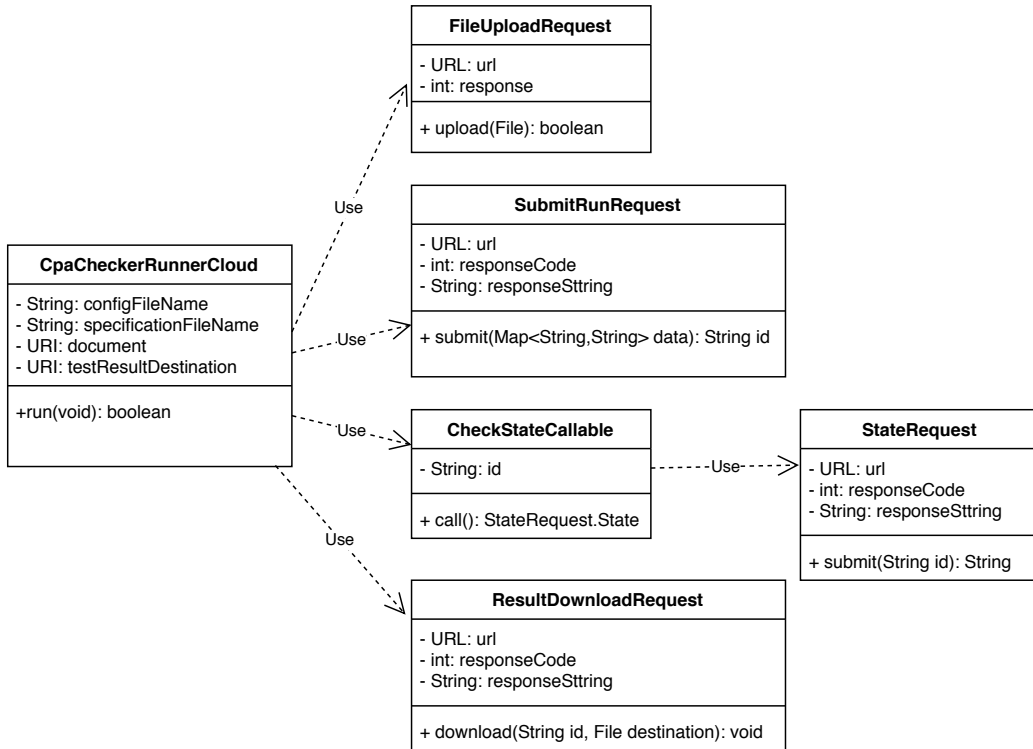 FileUploadRequest
- URL: url
- int: response
+ upload(File): boolean
Use
SubmitRunRequest
- URL: url
- int: responseCode
- String: responseSttring
+ submit(Map<String,String> data): String id
CpaCheckerRunnerCloud
- String: configFileName
- String: specificationFileName
- URI: document
- URI: testResultDestination
+run(void): boolean
Use
Use
CheckStateCallable
- String: id
+ call(): StateRequest.State
Use
StateRequest
- URL: url
- int: responseCode
- String: responseSttring
+ submit(String id): String
Use
ResultDownloadRequest
- URL: url
- int: responseCode
- String: responseSttring
+ download(String id, File destination): void